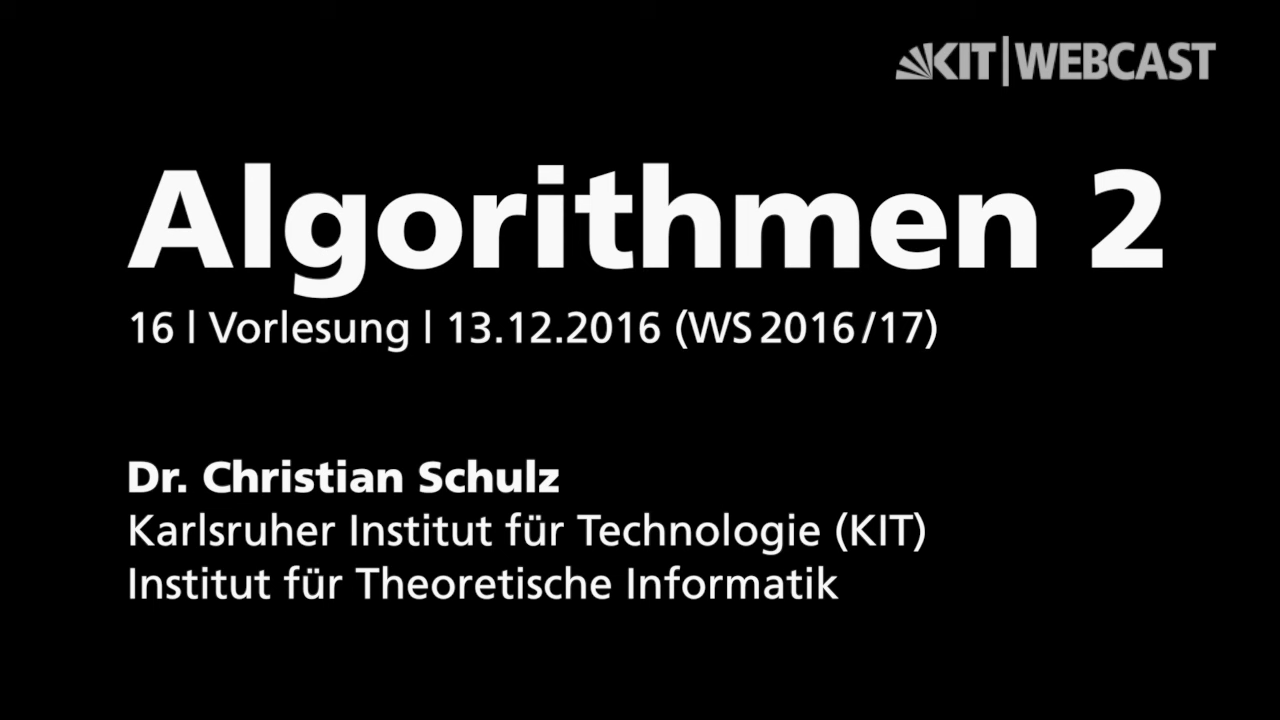 KIT|WEBCAST
Algorithmen 2
16 | Vorlesung | 13.12.2016 (WS 2016/17)
Dr. Christian Schulz
Karlsruher Institut für Technologie (KIT)
Institut für Theoretische Informatik